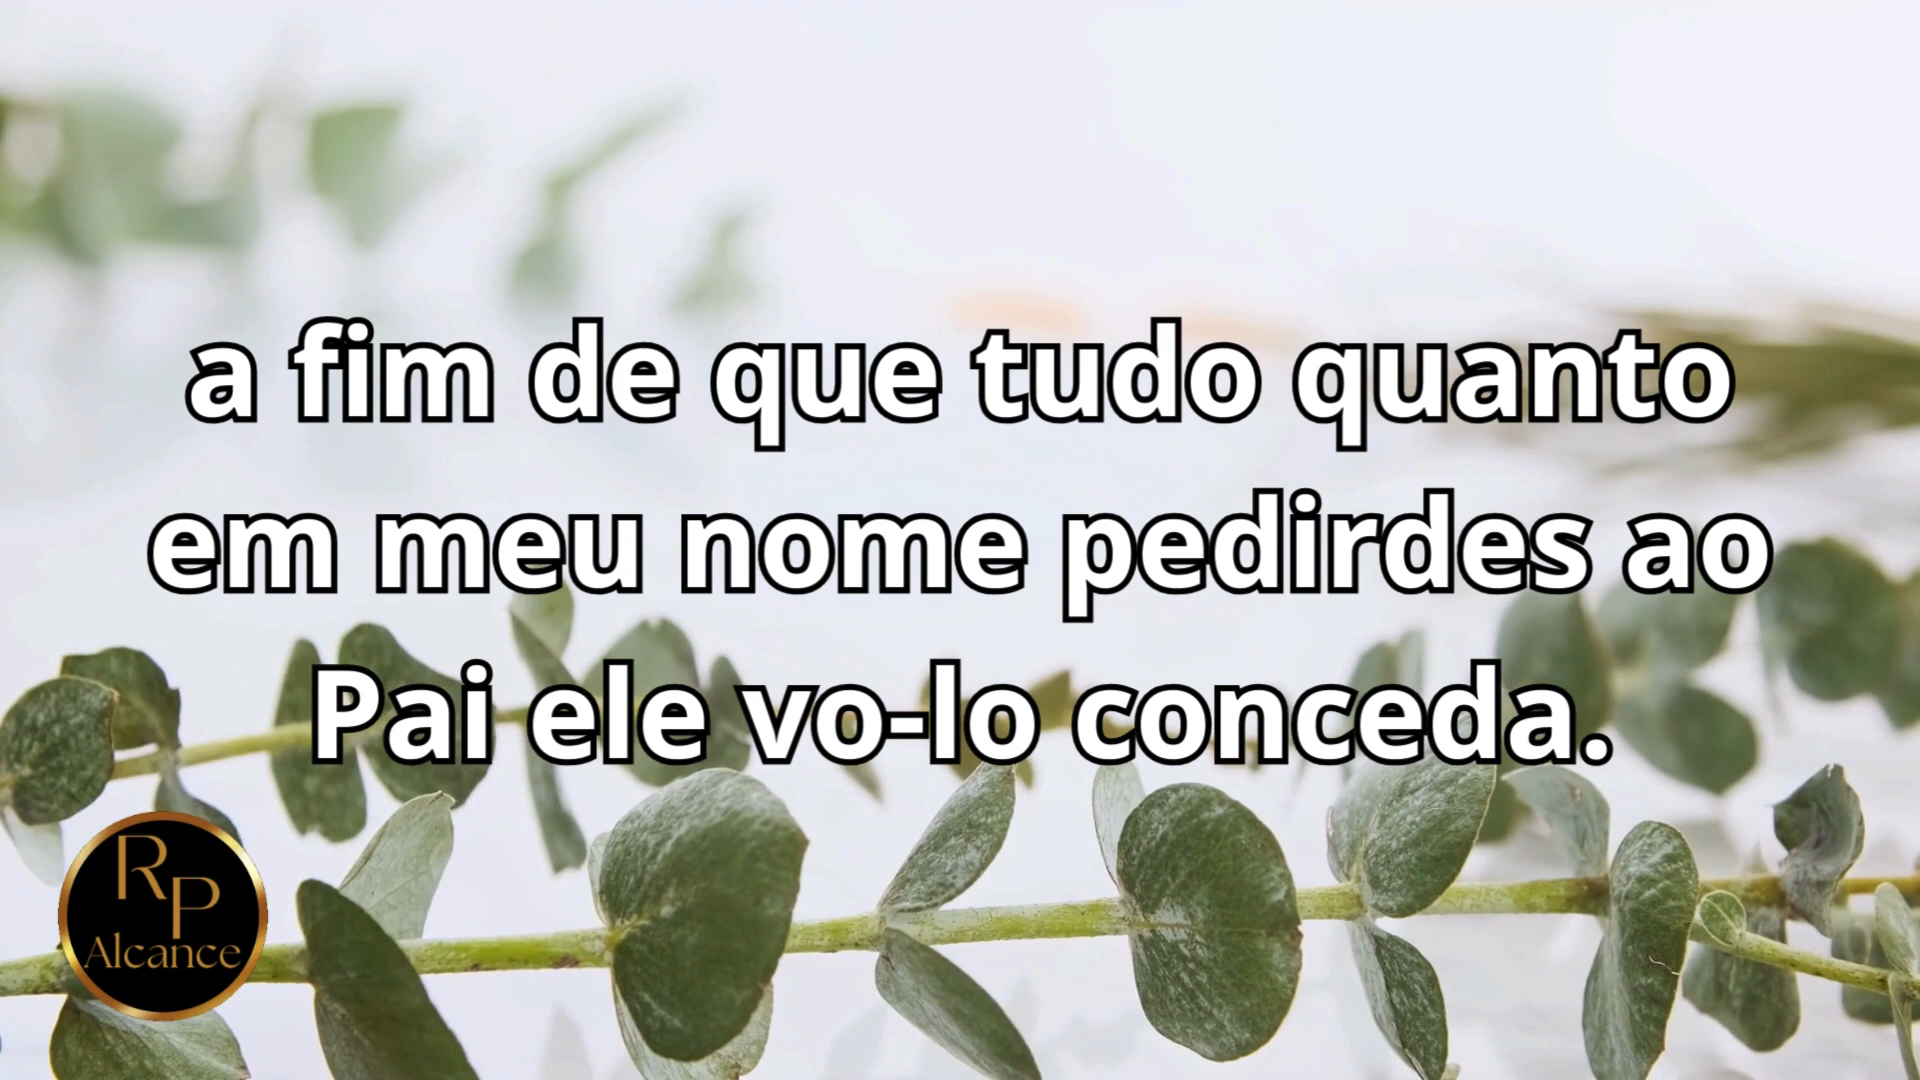 a fim de que tudo quanto
em meu nome pedirdes ao
Pai ele vo-lo conceda.
RP
Alcance